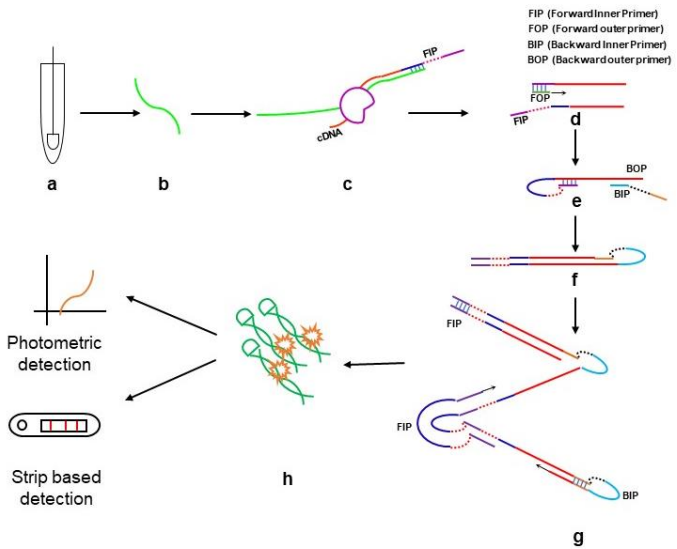 FIP (Forward Inner Primer)
FOP (Forward outer primer)
BIP (Backward Inner Primer)
BOP (Backward outer primer)
FIP
cDNA
FOP
FIP
a
b
c
d
BOP
BIP
e
f
FIP
Photometric
detection
FIP
Strip based
detection
h
BIP
g